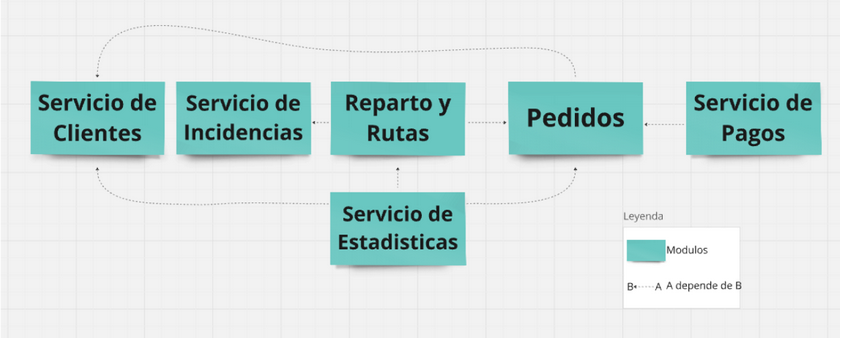 Servicio de
Clientes
Servicio de
Incidencias
Reparto y
Rutas
Pedidos
Servicio de
Pagos
Servicio de
Estadisticas
Leyenda
Modulos
B A A depende de B